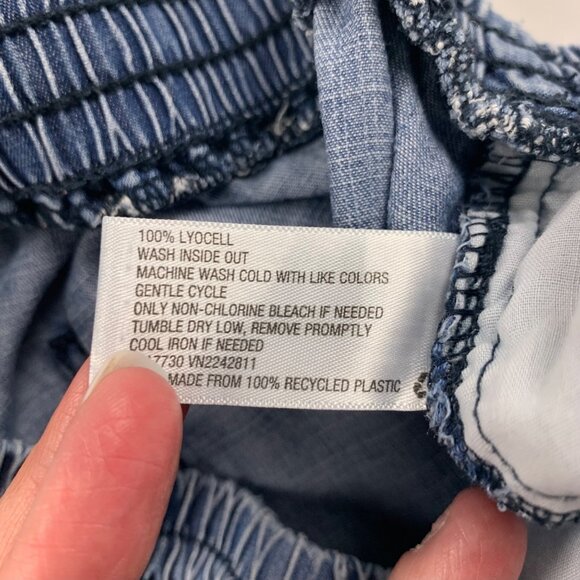 100% LYOCELL
WASH INSIDE OUT
MACHINE WASH COLD WITH LIKE COLORS
GENTLE CYCLE
ONLY NON-CHLORINE BLEACH IF NEEDED
TUMBLE DRY LOW, REMOVE PROMPTLY
COOL IRON IF NEEDED
VN2242811
MADE FROM 100% RECYCLED PLASTIC